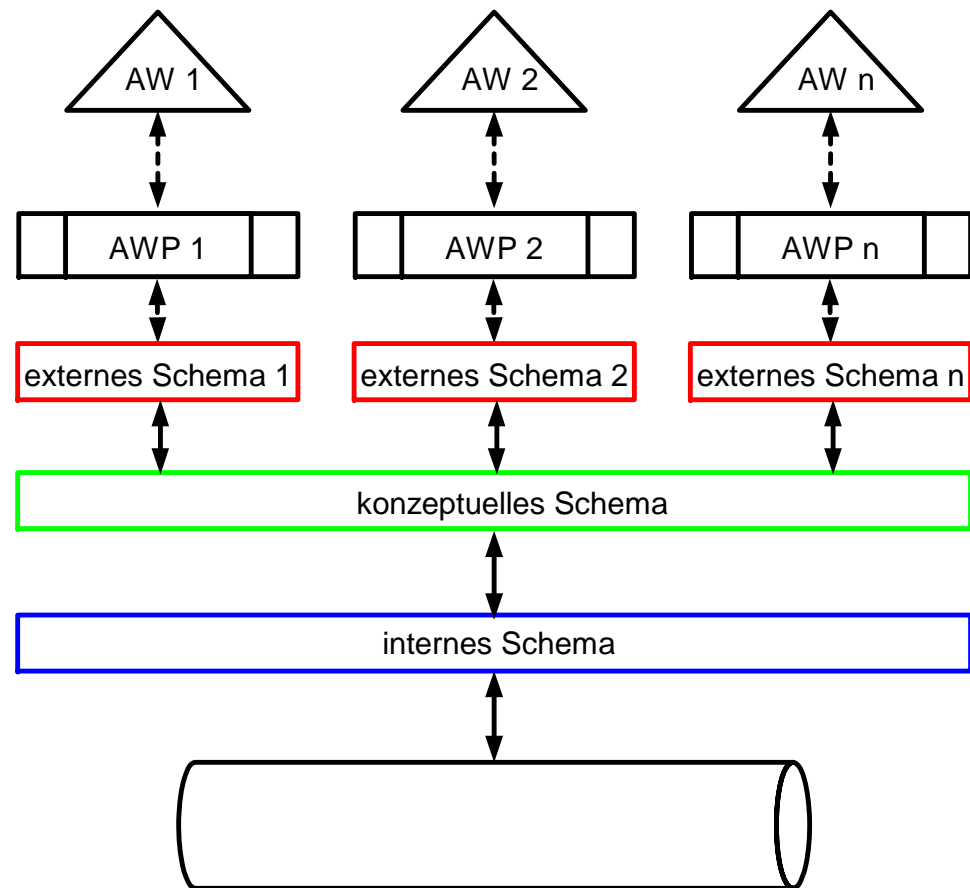 AW 1
AW 2
AW n
AWP 1
AWP 2
AWP n
externes Schema 1
externes Schema 2
externes Schema n
konzeptuelles Schema
internes Schema